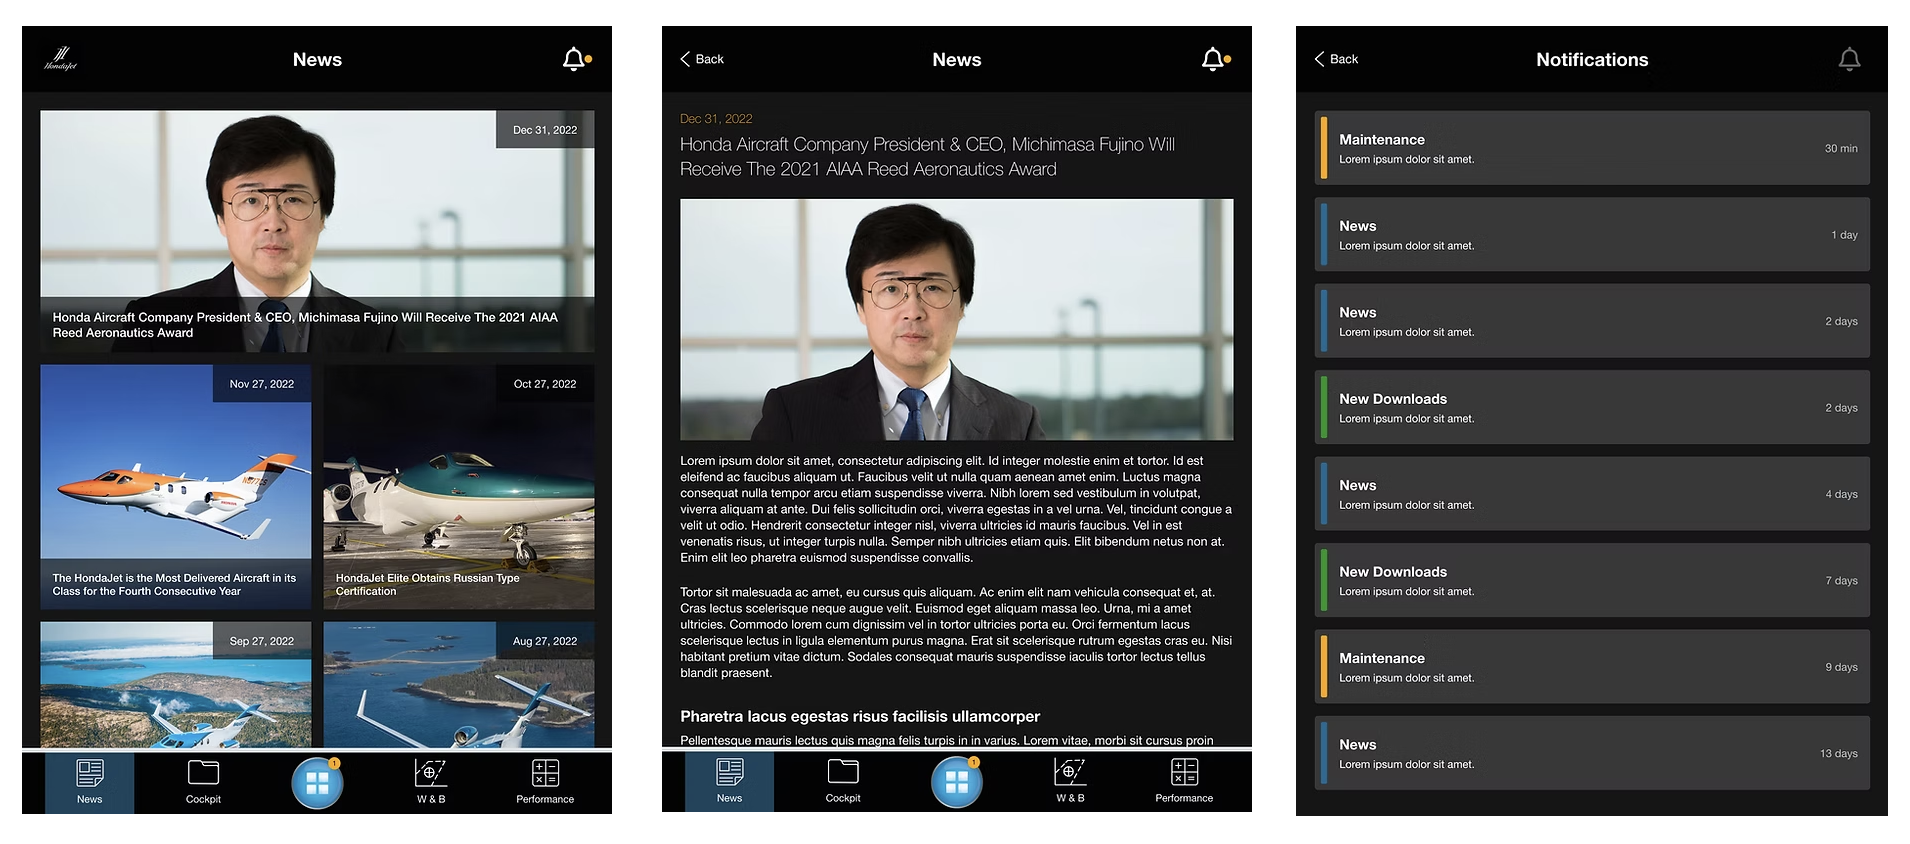 HondaJet
News
Dec 31, 2022
Honda Aircraft Company President & CEO, Michimasa Fujino Will Receive The 2021 AIAA
Reed Aeronautics Award
Nov 27, 2022
The HondaJet is the Most Delivered Aircraft in its
Class for the Fourth Consecutive Year
Oct 27, 2022
HondaJet Elite Obtains Russian Type
Certification
Sep 27, 2022
Aug 27, 2022
News
Cockpit
1
W & B
Performance
Back
News
Dec 31, 2022
Honda Aircraft Company President & CEO, Michimasa Fujino Will
Receive The 2021 AIAA Reed Aeronautics Award
Lorem ipsum dolor sit amet, consectetur adipiscing elit. Id integer molestie enim et tortor. Id est
eleifend ac faucibus aliquam ut. Faucibus velit ut nulla quam aenean amet enim. Luctus magna
consequat nulla tempor arcu etiam suspendisse viverra. Nibh lorem sed vestibulum in volutpat,
viverra aliquam at ante. Dui felis sollicitudin orci, viverra egestas in a vel urna. Vel, tincidunt congue a
velit ut odio. Hendrerit consectetur integer nisl, viverra ultricies id mauris faucibus. Vel in est
venenatis risus, ut integer turpis nulla. Semper nibh ultricies etiam quis. Elit bibendum netus non at.
Enim elit leo pharetra euismod suspendisse convallis.
Tortor sit malesuada ac amet, eu cursus quis aliquam. Ac enim elit nam vehicula consequat et, at.
Cras lectus scelerisque neque augue velit. Euismod eget aliquam massa leo. Urna, mi a amet
ultricies. Commodo lorem cum dignissim vel in tortor ultricies porta eu. Orci fermentum lacus
scelerisque lectus in ligula elementum purus magna. Erat sit scelerisque rutrum egestas cras eu. Nisi
habitant pretium vitae dictum. Sodales consequat mauris suspendisse iaculis tortor lectus tellus
blandit praesent.
Pharetra lacus egestas risus facilisis ullamcorper
Pellentesque mauris lectus quis magna felis turpis in in varius. Lorem vitae, morbi sit cursus proin
News
Cockpit
1
W & B
Performance
Back
Notifications
Maintenance
Lorem ipsum dolor sit amet.
30 min
News
Lorem ipsum dolor sit amet.
1 day
News
Lorem ipsum dolor sit amet.
2 days
New Downloads
Lorem ipsum dolor sit amet.
2 days
News
Lorem ipsum dolor sit amet.
4 days
New Downloads
Lorem ipsum dolor sit amet.
7 days
Maintenance
Lorem ipsum dolor sit amet.
9 days
News
Lorem ipsum dolor sit amet.
13 days